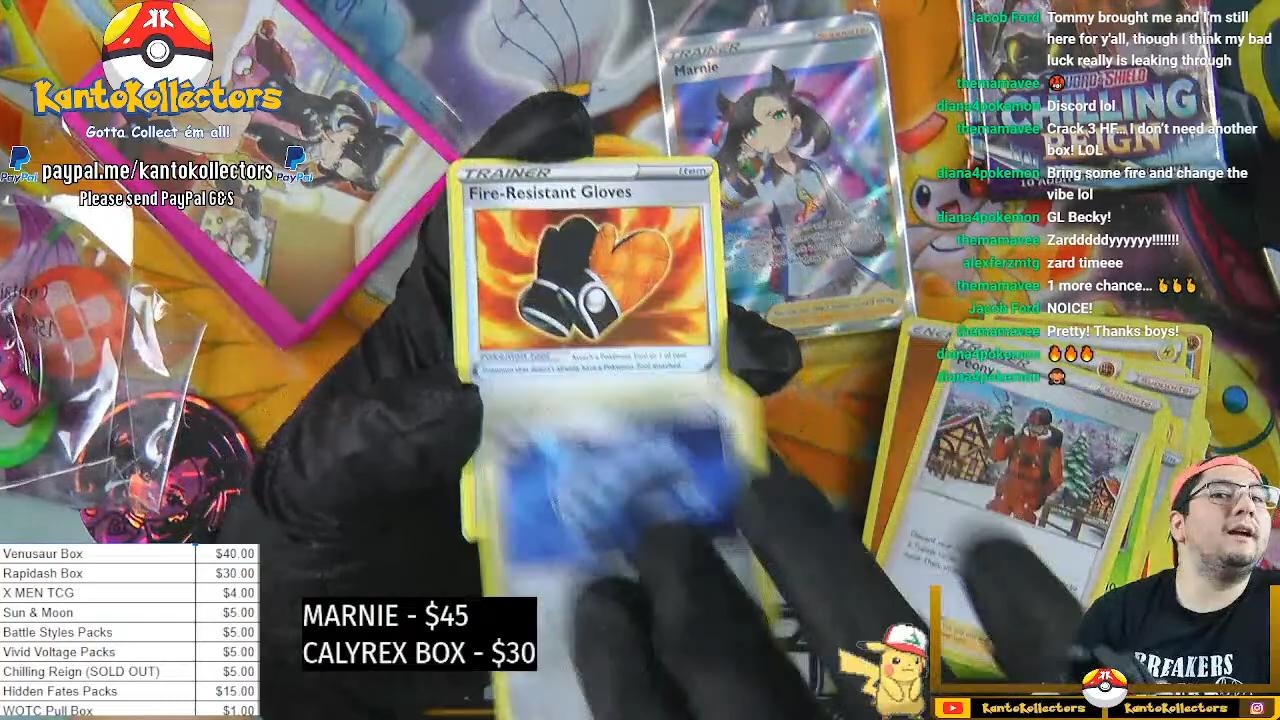 KantoKollectors
Gotta Collect-ém all!
PayPal paypal.me/kantokollectors PayPal
Please send PayPal G&S
TRAINER
Marnie
TRAINER Item
Fire-Resistant Gloves
CHILLING
REIGN
Jacob Ford Tommy brought me and I'm still
here for y'all, though I think my bad
luck really is leaking through
themamavee
diana4pokemon Discord lol
themamavee Crack 3 HF.. I don't need another
box! LOL
diana4pokemon Bring some fire and change the
vibe lol
diana4pokemon GL Becky!
themamavee Zardddddyyyyy!!!!!!!
alexferzmtg zard timeee
themamavee 1 more chance…
Jacob Ford NOICE!
themamavee Pretty! Thanks boys!
diana4pokemon
diana4pokemon
Peony
Venusaur Box $40.00
Rapidash Box $30.00
X MEN TCG $4.00
Sun & Moon $5.00
Battle Styles Packs $5.00
Vivid Voltage Packs $5.00
Chilling Reign (SOLD OUT) $5.00
Hidden Fates Packs $15.00
WOTC Pull Box $1.00
MARNIE - $45
CALYREX BOX - $30
BREAKERS
KantoKollectors KantoKollectors